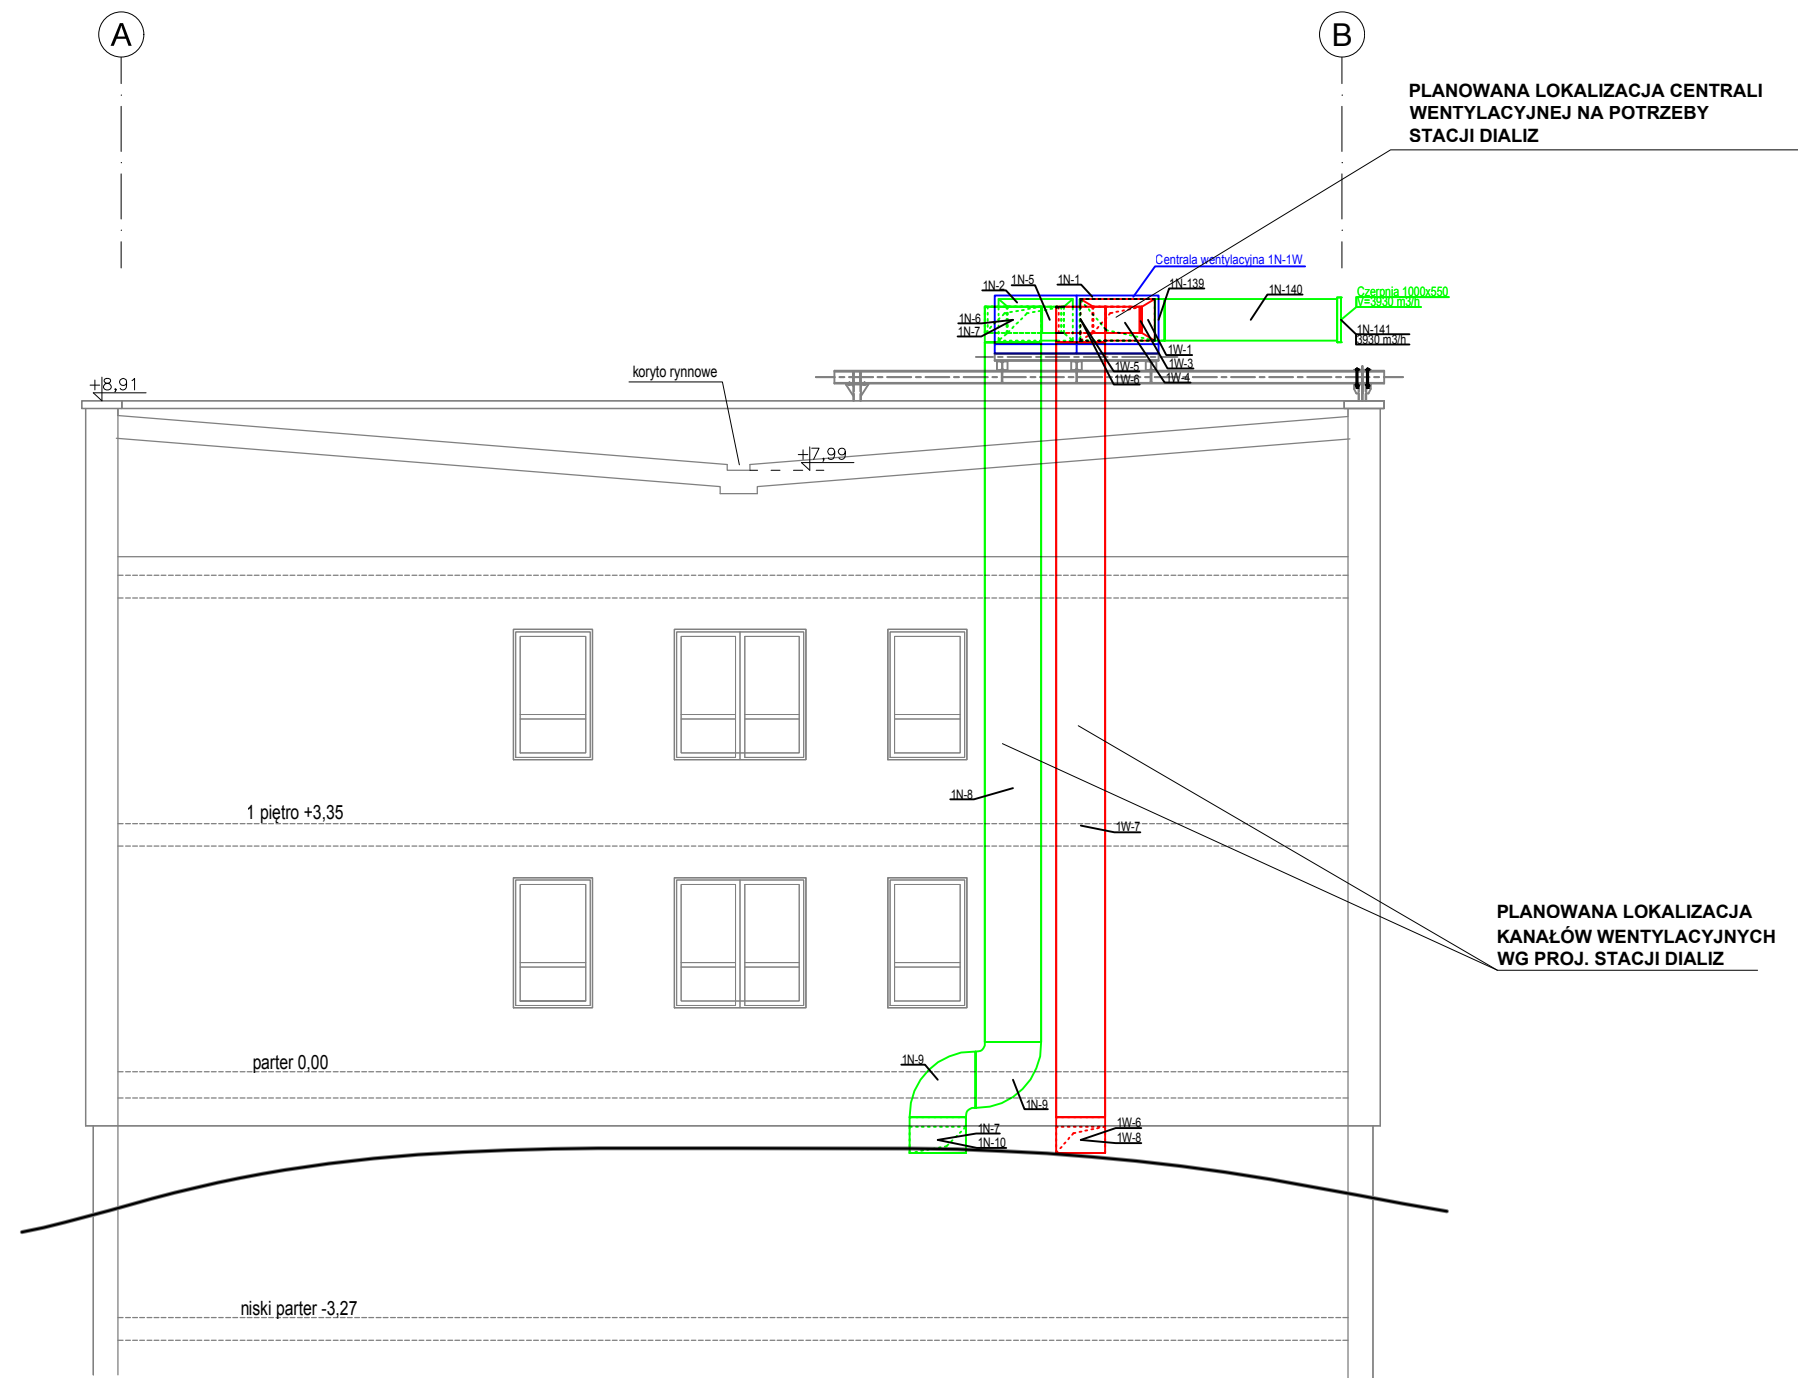 A
B
PLANOWANA LOKALIZACJA CENTRALI
WENTYLACYJNEJ NA POTRZEBY
STACJI DIALIZ
Centrala wentylacyjna 1N-1W
1N-2
1N-5
1N-1
1N-139
1N-140
Czerpnia 1000x550
V=3930 m3/h
1N-6
1N-7
1N-141
3930 m3/h
1W-1
1W-5
1W-3
1W-6
1W-4
+8,91
koryto rynnowe
+7,99
1N-8
1 piętro +3,35
1W-7
PLANOWANA LOKALIZACJA
KANAŁÓW WENTYLACYJNYCH
WG PROJ. STACJI DIALIZ
parter 0,00
1N-9
1N-9
1N-7
1N-10
1W-6
1W-8
niski parter -3,27